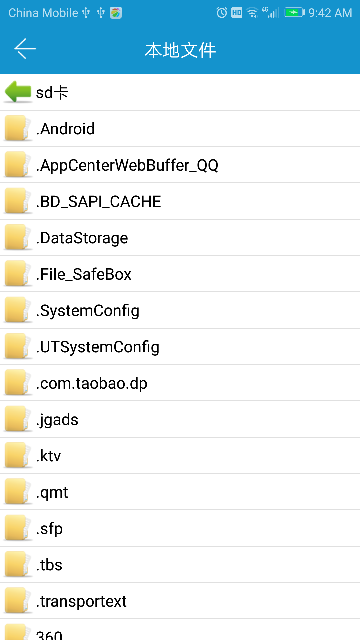 China Mobile HD 4G 9:42 AM
本地文件
sd卡
.Android
.AppCenterWebBuffer_QQ
.BD_SAPI_CACHE
.DataStorage
.File_SafeBox
.SystemConfig
.UTSystemConfig
.com.taobao.dp
.jgads
.ktv
.qmt
.sfp
.tbs
.transportext
360